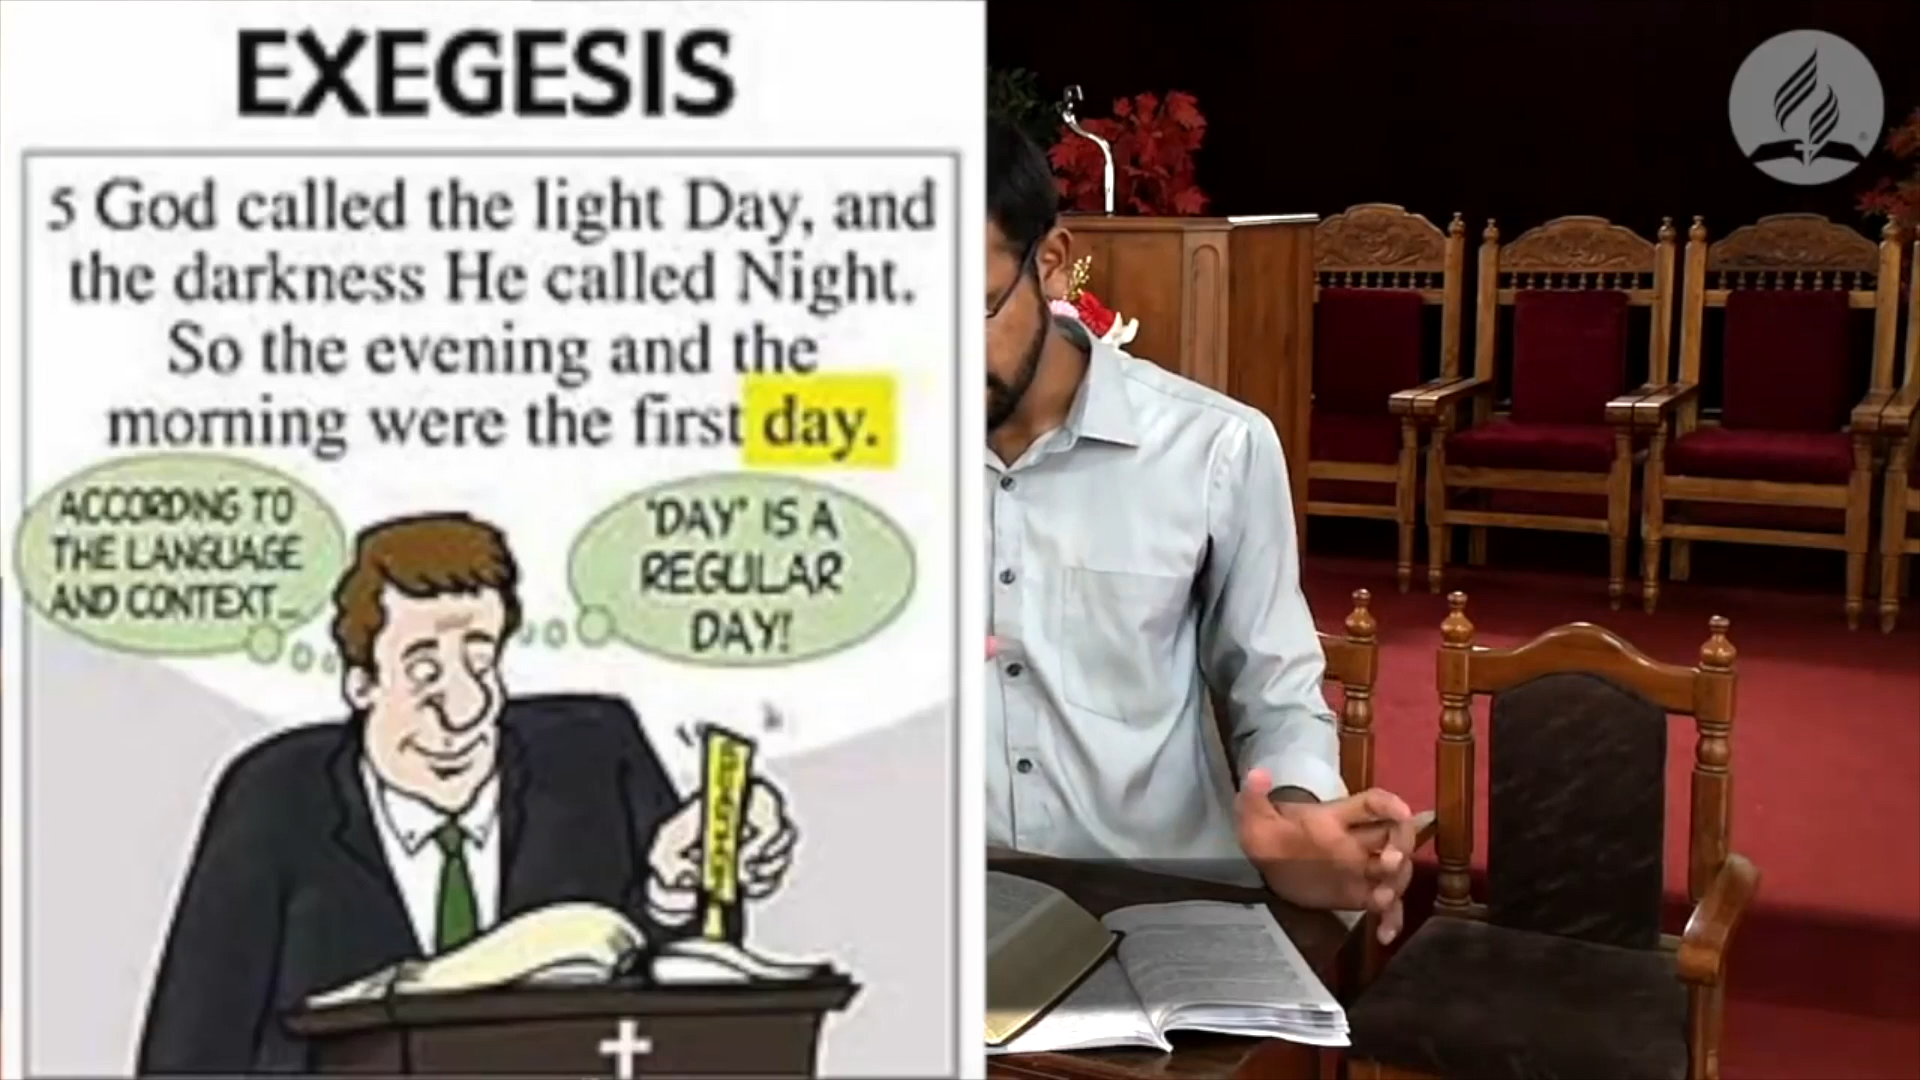 EXEGESIS
5 God called the light Day, and
the darkness He called Night.
So the evening and the
morning were the first day.
ACCORDING TO
THE LANGUAGE
AND CONTEXT...
'DAY' IS A
REGULAR
DAY!